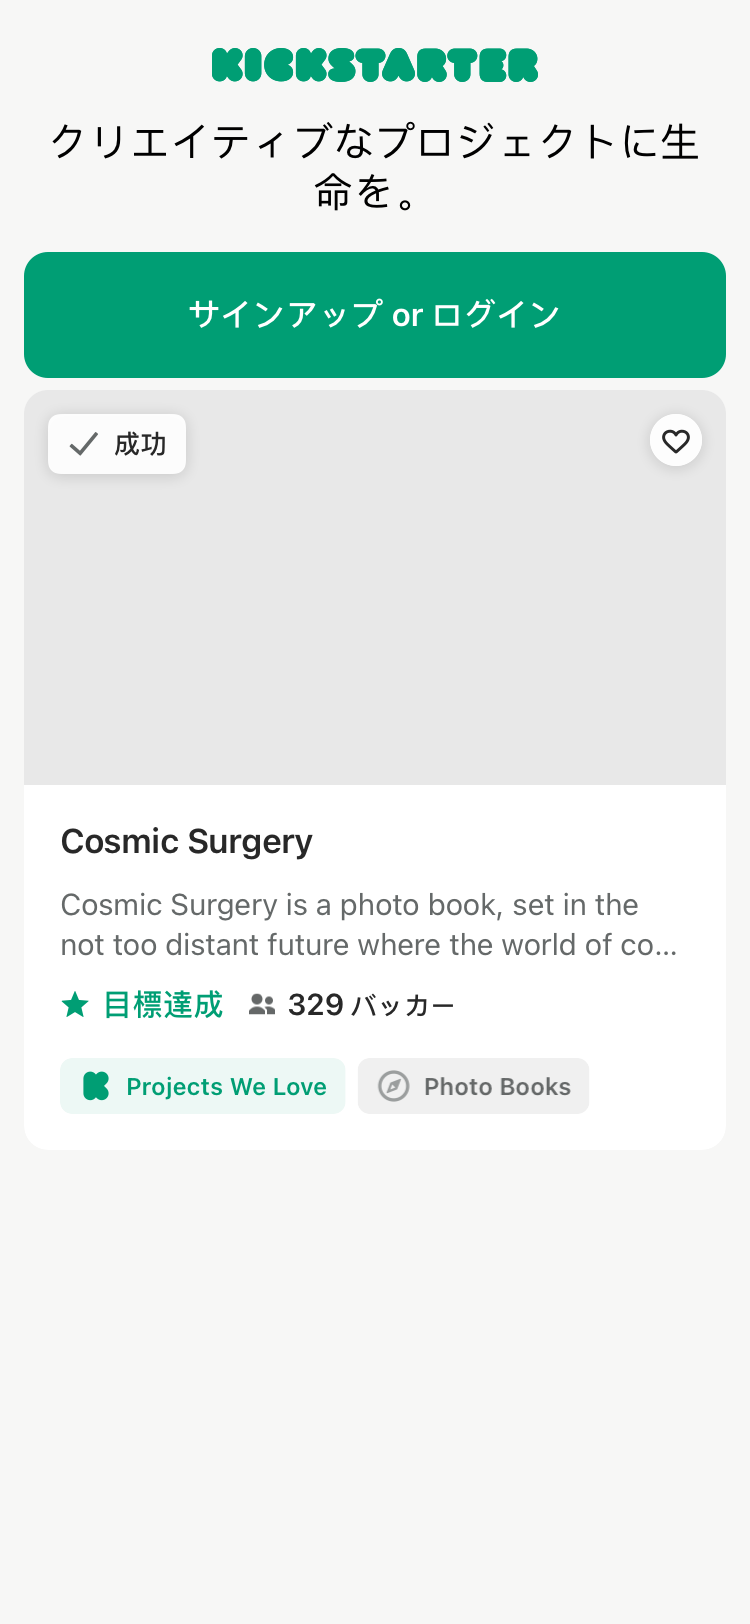 KICKSTARTER
クリエイティブなプロジェクトに生
命を。
サインアップ or ログイン
成功
Cosmic Surgery
Cosmic Surgery is a photo book, set in the
not too distant future where the world of co...
目標達成 329 バッカー
Projects We Love Photo Books